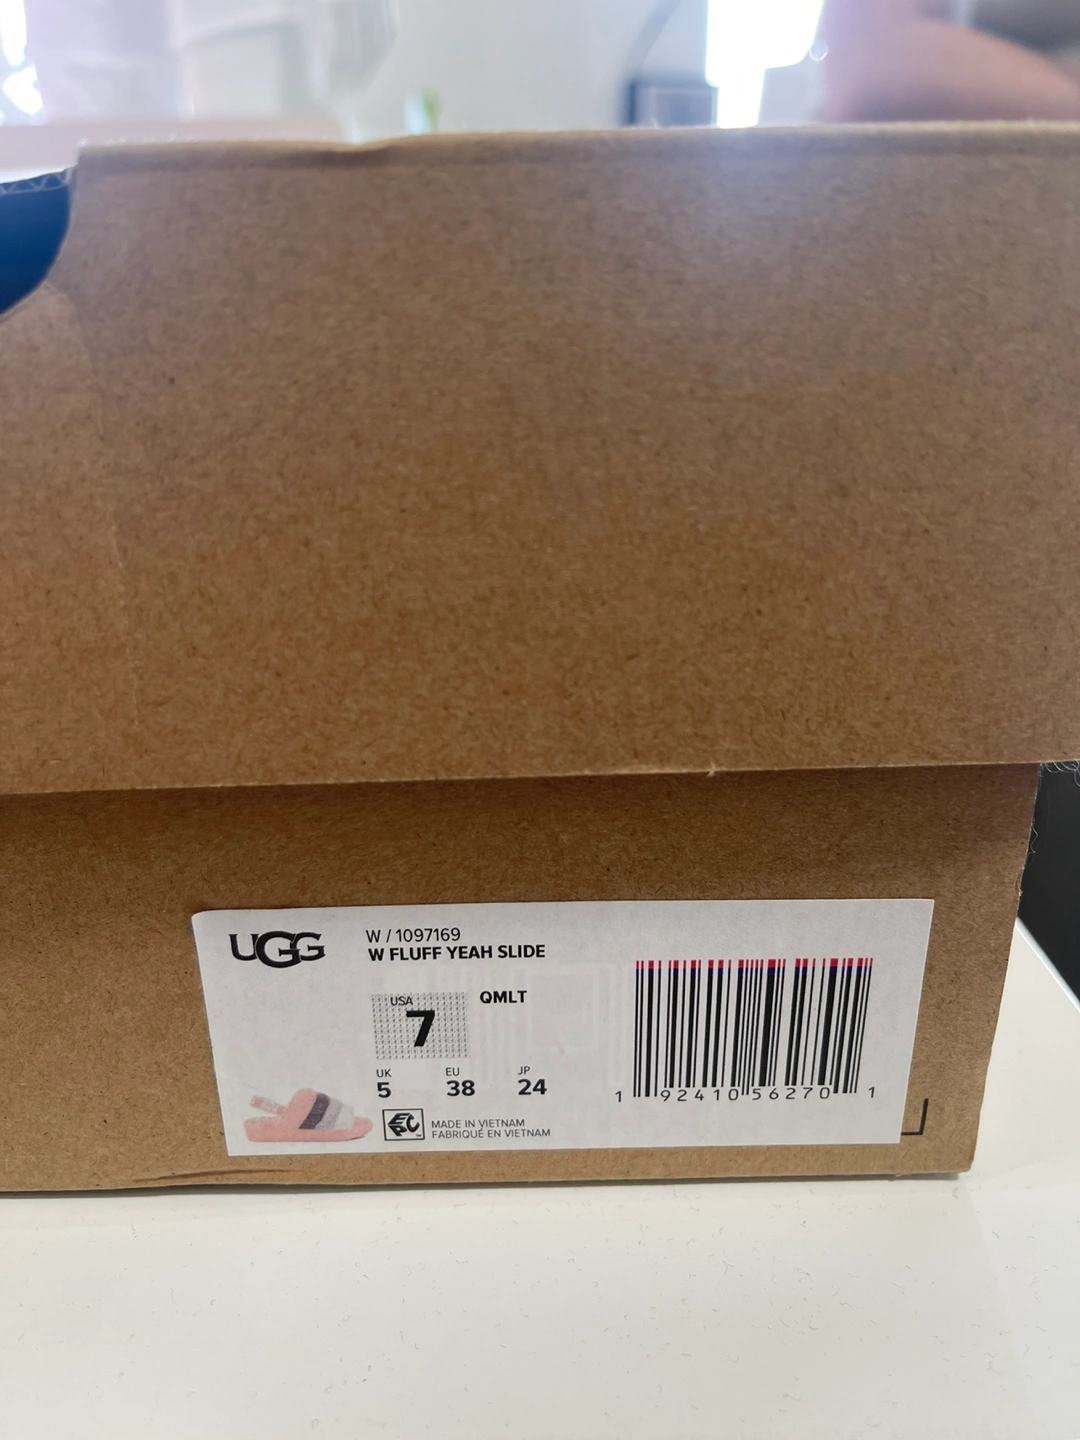 UGG
W / 1097169
W FLUFF YEAH SLIDE
USA
7
QMLT
UK
5
EU
38
JP
24
EPC™
MADE IN VIETNAM
FABRIQUÉ EN VIETNAM
1 92410 56270 1